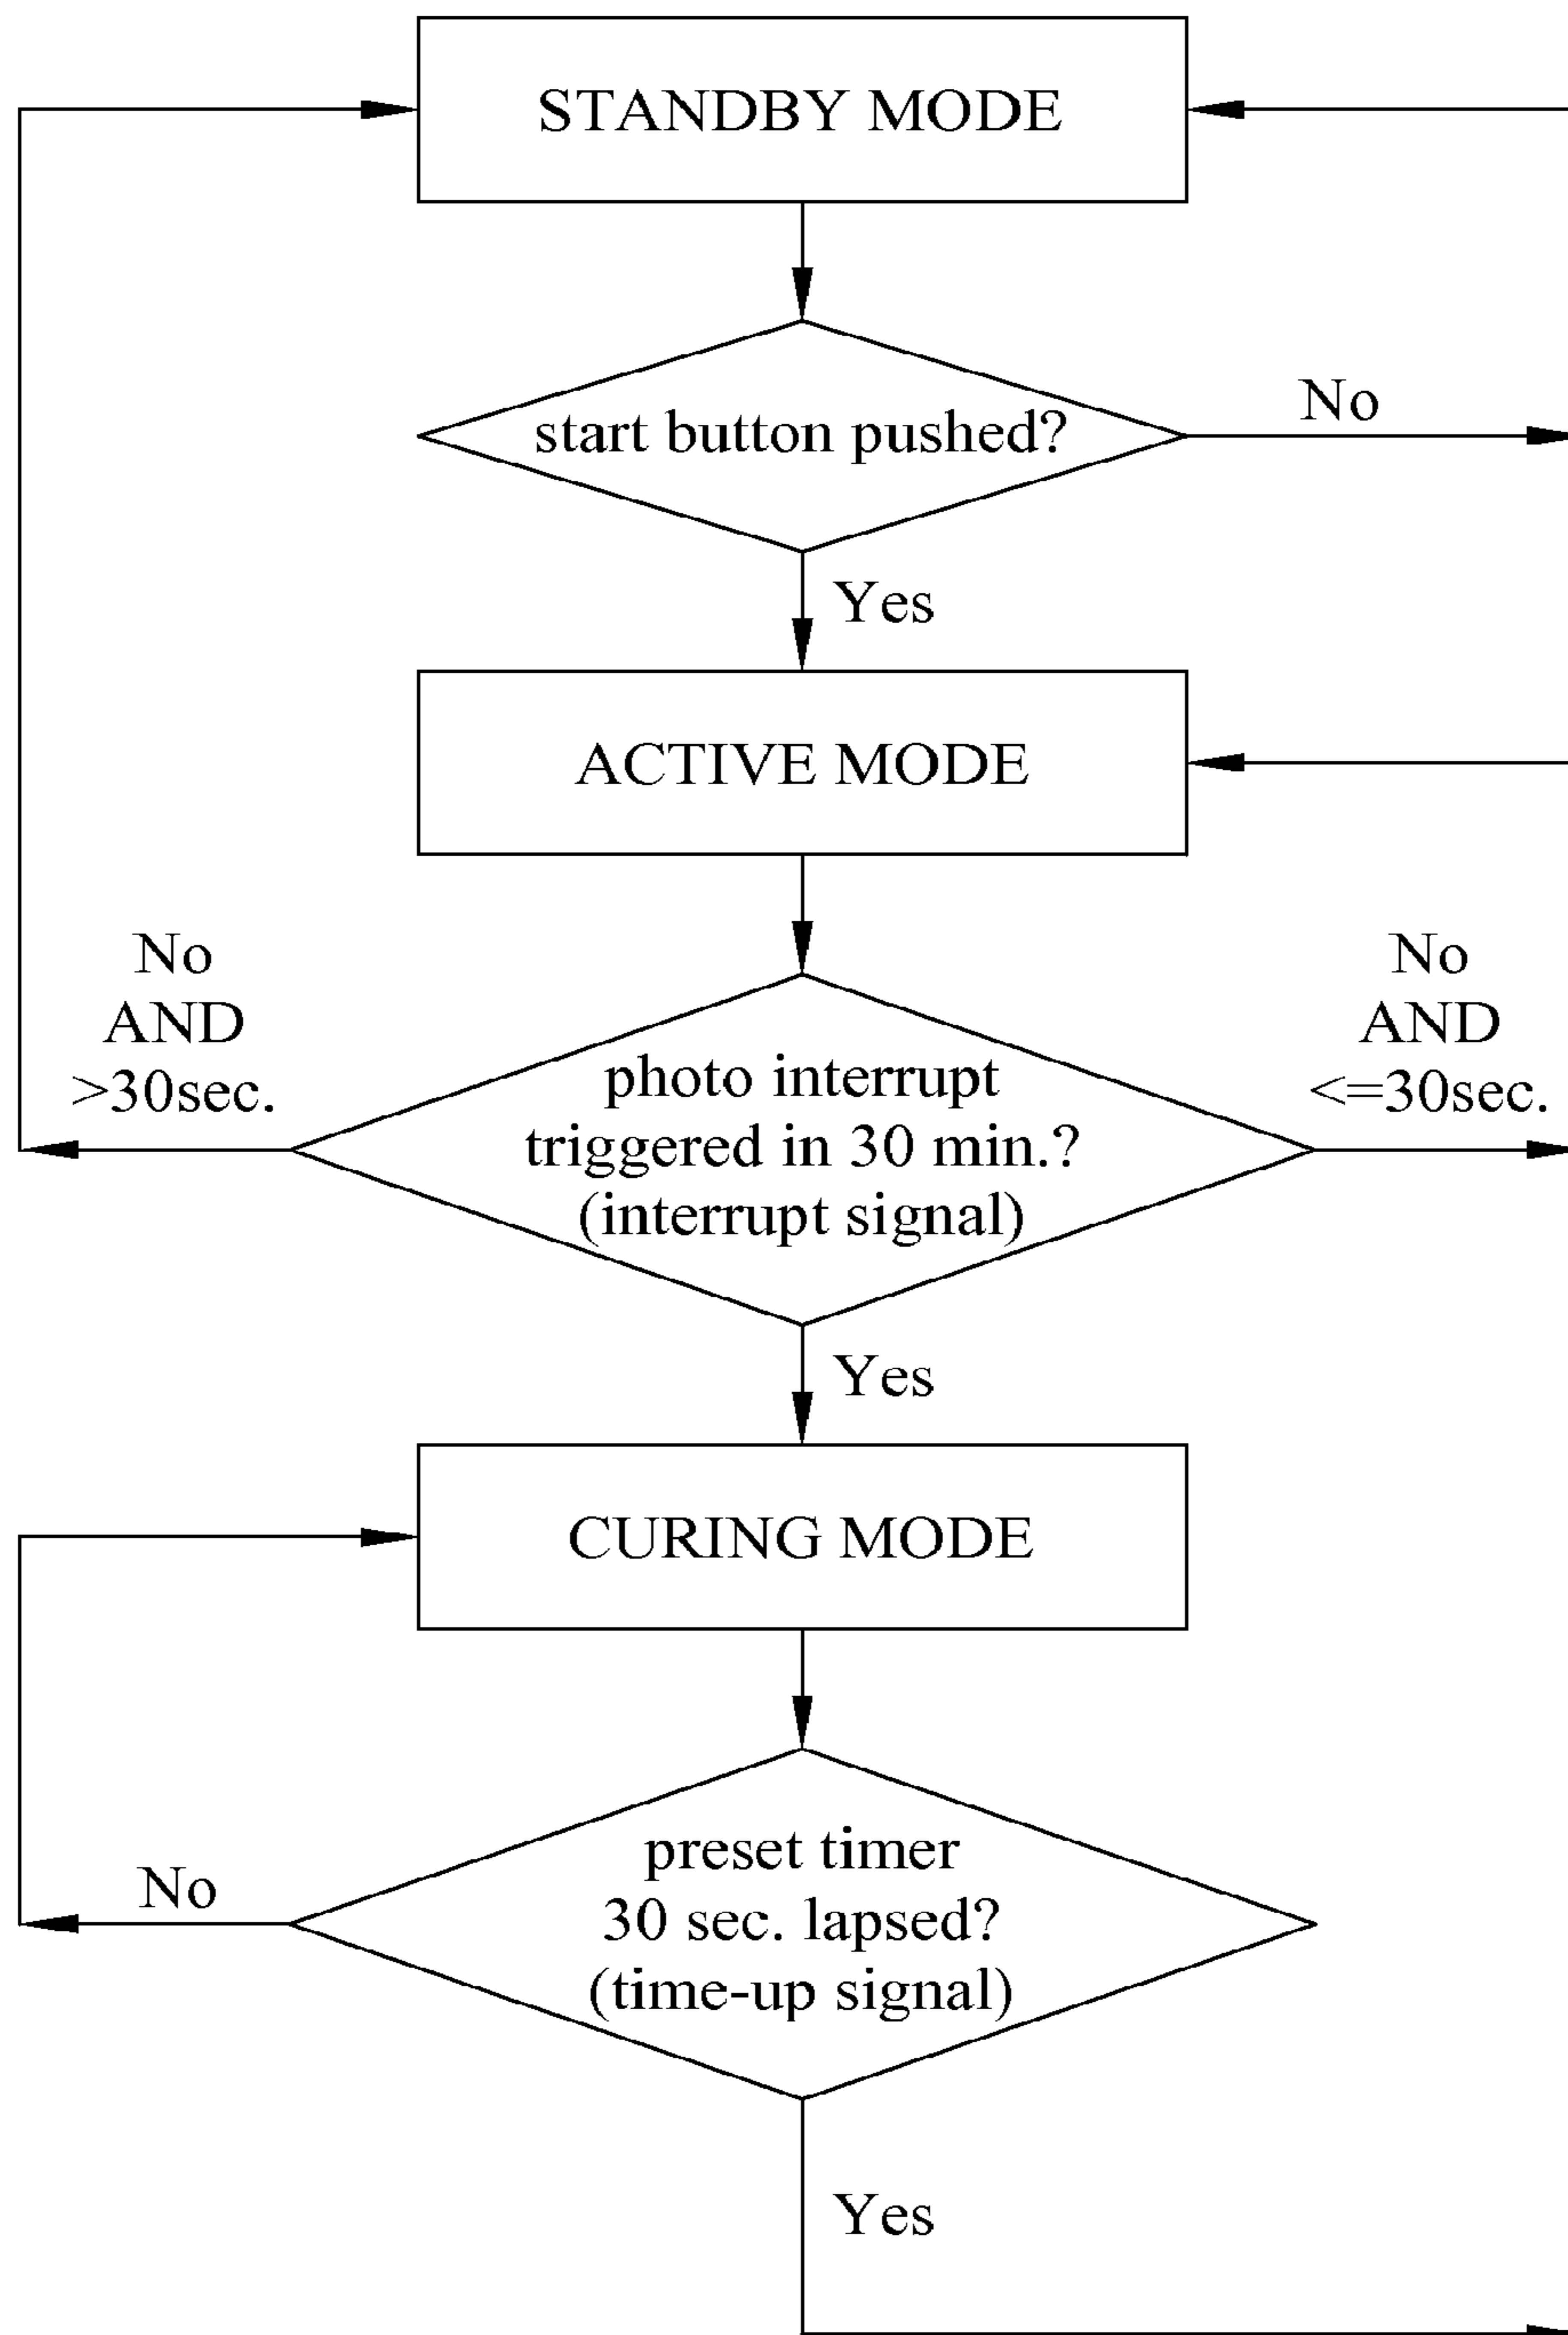 STANDBY MODE
start button pushed?
No
Yes
ACTIVE MODE
No
AND
>30sec.
photo interrupt
triggered in 30 min.?
(interrupt signal)
No
AND
<=30sec.
Yes
CURING MODE
preset timer
30 sec. lapsed?
(time-up signal)
No
Yes